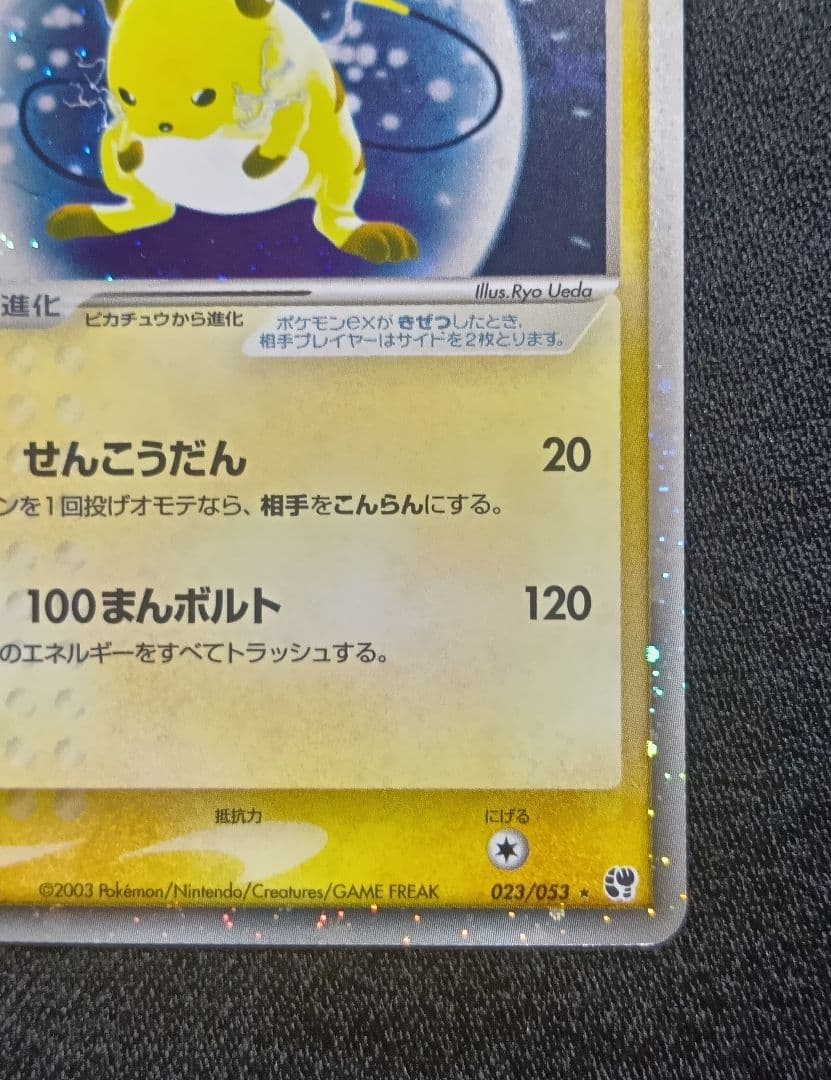 Illus.Ryo Ueda
進化
ピカチュウから進化
ポケモンexが きぜつしたとき、
相手プレイヤーはサイドを2枚とります。
せんこうだん 20
ンを1回投げオモテなら、相手をこんらんにする。
100まんボルト 120
のエネルギーをすべてトラッシュする。
抵抗力 にげる
©2003 Pokémon/Nintendo/Creatures/GAME FREAK 023/053 ★